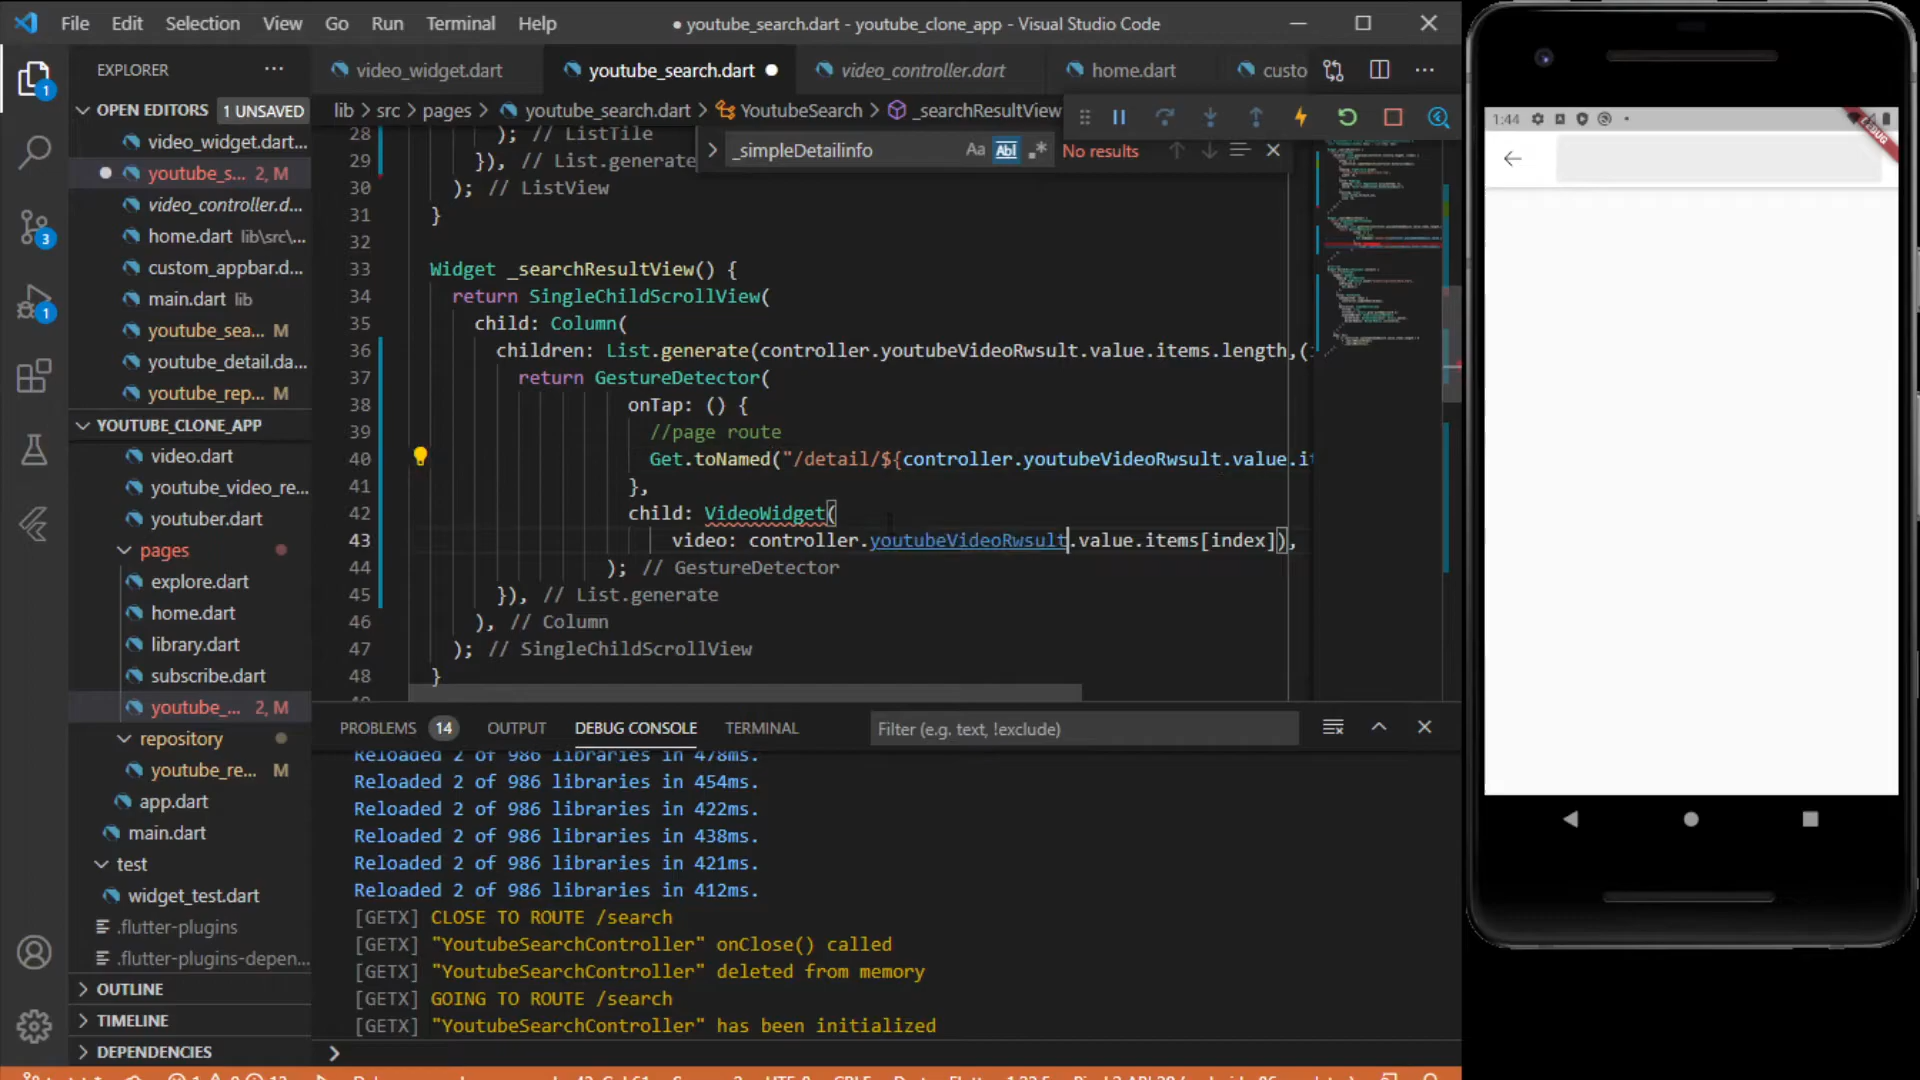 File Edit Selection View Go Run Terminal Help
● youtube_search.dart - youtube_clone_app - Visual Studio Code
EXPLORER
video_widget.dart youtube_search.dart video_controller.dart home.dart custo
OPEN EDITORS 1 UNSAVED
lib > src > pages > youtube_search.dart > YoutubeSearch > _searchResultView
video_widget.dart...
youtube_s... 2, M
video_controller.d...
home.dart lib\src\...
custom_appbar.d...
main.dart lib
youtube_sea... M
youtube_detail.da...
youtube_rep... M
YOUTUBE_CLONE_APP
video.dart
youtube_video_re...
youtuber.dart
pages
explore.dart
home.dart
library.dart
subscribe.dart
youtube_... 2, M
repository
youtube_re... M
app.dart
main.dart
test
widget_test.dart
.flutter-plugins
.flutter-plugins-depen...
OUTLINE
TIMELINE
DEPENDENCIES
_simpleDetailinfo Aa Abl .* No results
28 ); // ListTile
29 }), // List.generate
30 ); // ListView
31 }
32
33 Widget _searchResultView() {
34 return SingleChildScrollView(
35 child: Column(
36 children: List.generate(controller.youtubeVideoRwsult.value.items.length,(
37 return GestureDetector(
38 onTap: () {
39 //page route
40 Get.toNamed("/detail/${controller.youtubeVideoRwsult.value.it
41 },
42 child: VideoWidget(
43 video: controller.youtubeVideoRwsult.value.items[index]),
44 ); // GestureDetector
45 }), // List.generate
46 ), // Column
47 ); // SingleChildScrollView
48 }
PROBLEMS 14 OUTPUT DEBUG CONSOLE TERMINAL Filter (e.g. text, !exclude)
Reloaded 2 of 986 libraries in 478ms.
Reloaded 2 of 986 libraries in 454ms.
Reloaded 2 of 986 libraries in 422ms.
Reloaded 2 of 986 libraries in 438ms.
Reloaded 2 of 986 libraries in 421ms.
Reloaded 2 of 986 libraries in 412ms.
[GETX] CLOSE TO ROUTE /search
[GETX] "YoutubeSearchController" onClose() called
[GETX] "YoutubeSearchController" deleted from memory
[GETX] GOING TO ROUTE /search
[GETX] "YoutubeSearchController" has been initialized
1:44
DEBUG